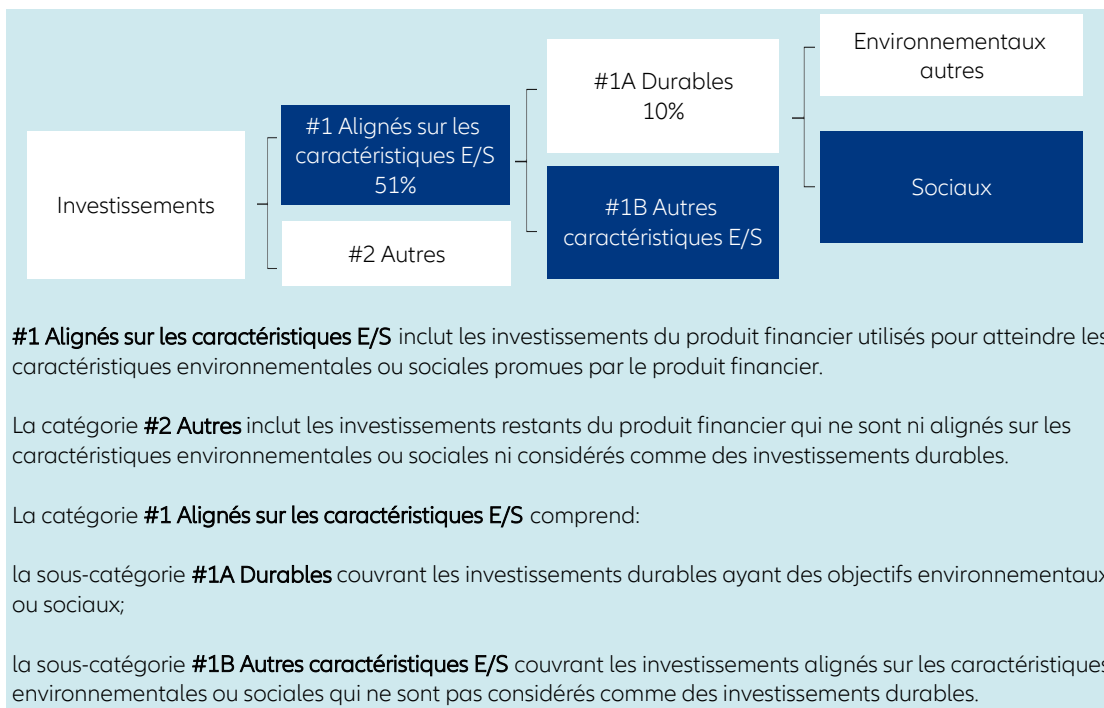 Investissements
#1 Alignés sur les
caractéristiques E/S
51%
#2 Autres
#1A Durables
10%
#1B Autres
caractéristiques E/S
Environnementaux
autres
Sociaux
#1 Alignés sur les caractéristiques E/S inclut les investissements du produit financier utilisés pour atteindre les
caractéristiques environnementales ou sociales promues par le produit financier.
La catégorie #2 Autres inclut les investissements restants du produit financier qui ne sont ni alignés sur les
caractéristiques environnementales ou sociales ni considérés comme des investissements durables.
La catégorie #1 Alignés sur les caractéristiques E/S comprend:
la sous-catégorie #1A Durables couvrant les investissements durables ayant des objectifs environnementaux
ou sociaux;
la sous-catégorie #1B Autres caractéristiques E/S couvrant les investissements alignés sur les caractéristiques
environnementales ou sociales qui ne sont pas considérés comme des investissements durables.